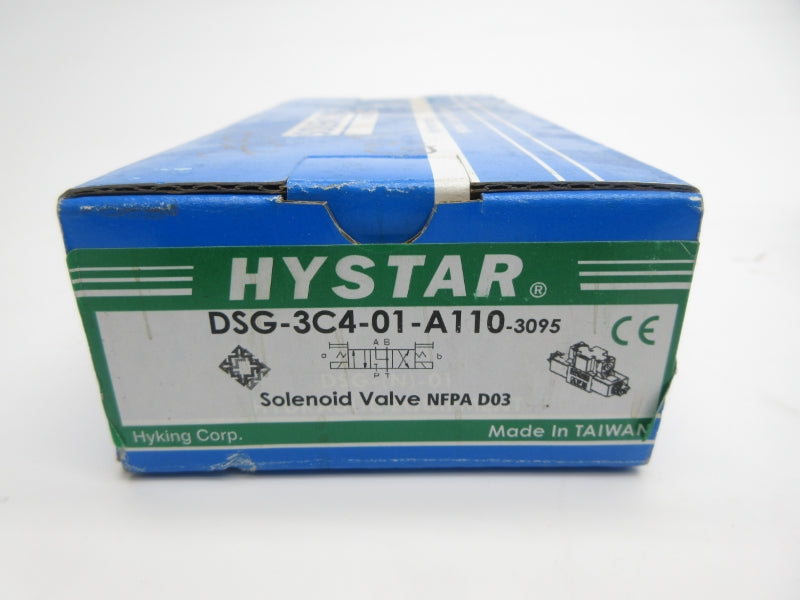 HYSTAR®
DSG-3C4-01-A110-3095
CE
A B
a b
P T
Solenoid Valve NFPA D03
Hyking Corp. Made In TAIWAN